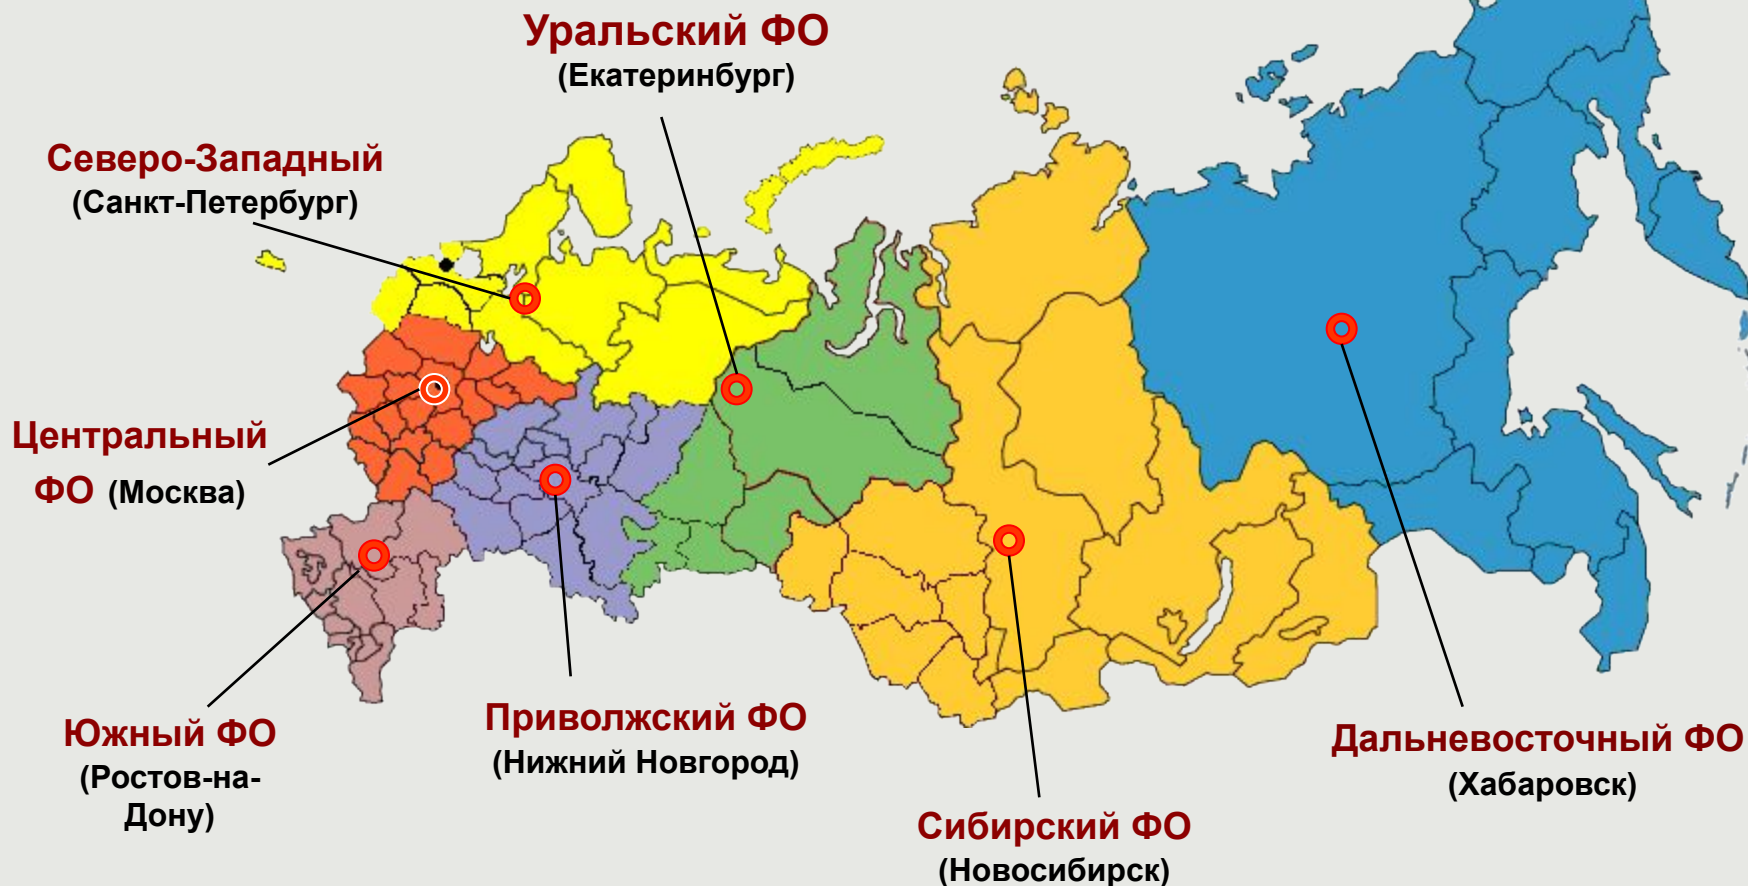 Уральский ФО
(Екатеринбург)
Северо-Западный
(Санкт-Петербург)
Центральный
ФО (Москва)
Южный ФО
(Ростов-на-
Дону)
Приволжский ФО
(Нижний Новгород)
Сибирский ФО
(Новосибирск)
Дальневосточный ФО
(Хабаровск)